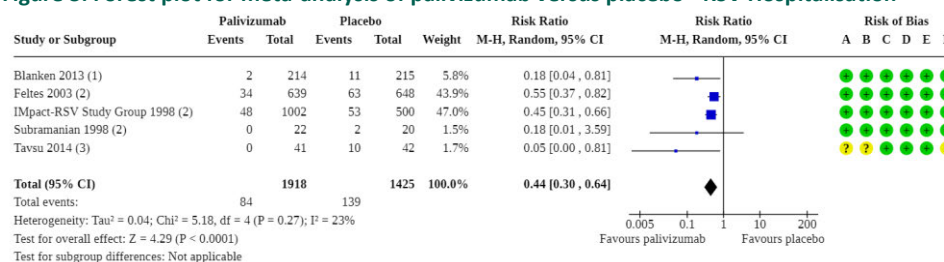 Palivizumab Placebo Risk Ratio Risk Ratio Risk of Bias
Study or Subgroup Events Total Events Total Weight M-H, Random, 95% CI M-H, Random, 95% CI A B C D E
Blanken 2013 (1) 2 214 11 215 5.8% 0.18 [0.04 , 0.81] + + + + +
Feltes 2003 (2) 34 639 63 648 43.9% 0.55 [0.37 , 0.82] + + + + +
IMpact-RSV Study Group 1998 (2) 48 1002 53 500 47.0% 0.45 [0.31 , 0.66] + + + + +
Subramanian 1998 (2) 0 22 2 20 1.5% 0.18 [0.01 , 3.59] + + + + +
Tavsu 2014 (3) 0 41 10 42 1.7% 0.05 [0.00 , 0.81] ? ? + + +
Total (95% CI) 1918 1425 100.0% 0.44 [0.30 , 0.64]
Total events: 84 139
Heterogeneity: Tau² = 0.04; Chi² = 5.18, df = 4 (P = 0.27); I² = 23%
Test for overall effect: Z = 4.29 (P < 0.0001)
Test for subgroup differences: Not applicable
0.005 0.1 1 10 200
Favours palivizumab Favours placebo